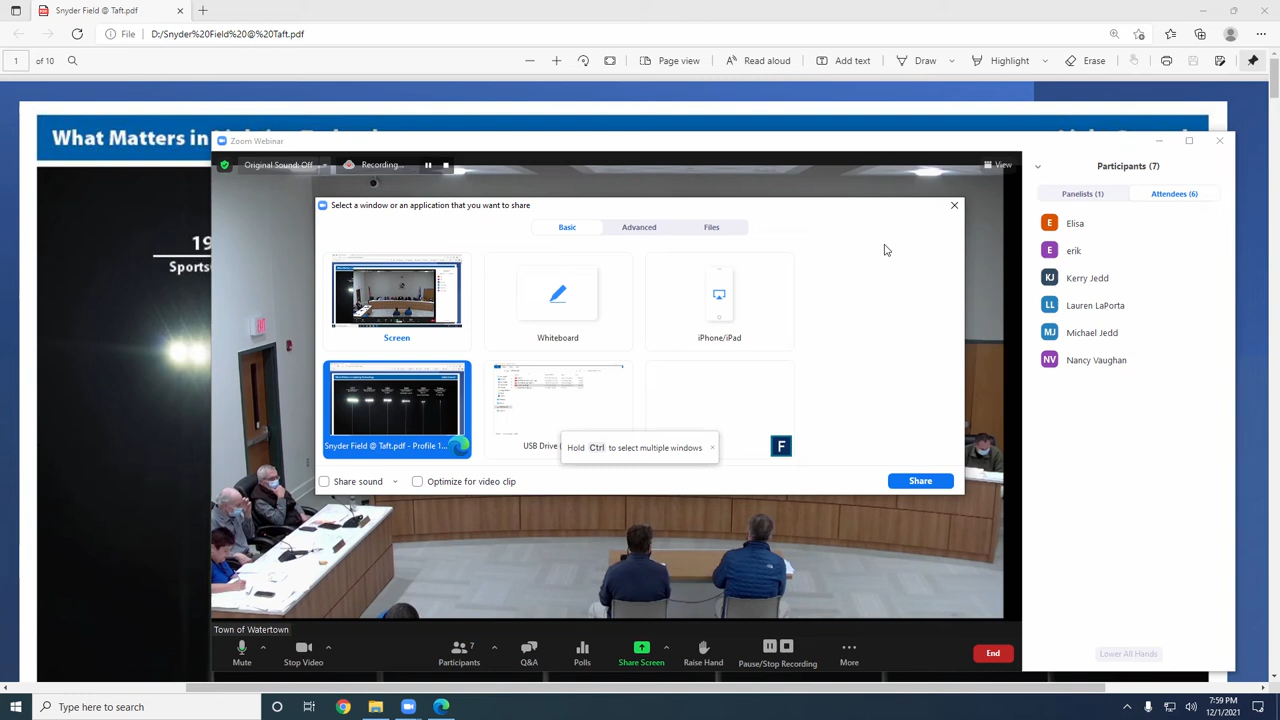 Snyder Field @ Taft.pdf
File
D:/Snyder%20Field%20@%20Taft.pdf
1 of 10
Page view
Read aloud
Add text
Draw
Highlight
Erase
What Matters in
Zoom Webinar
Original Sound: Off
Recording...
View
Participants (7)
Panelists (1)
Attendees (6)
E Elisa
E erik
KJ Kerry Jedd
LL Lauren LaPorta
MJ Michael Jedd
NV Nancy Vaughan
Lower All Hands
Select a window or an application that you want to share
Basic
Advanced
Files
Screen
Whiteboard
iPhone/iPad
Snyder Field @ Taft.pdf - Profile 1...
USB Drive
F
Hold Ctrl to select multiple windows
Share sound
Optimize for video clip
Share
19
Sports
Town of Watertown
Mute
Stop Video
Participants 7
Q&A
Polls
Share Screen
Raise Hand
Pause/Stop Recording
More
End
Type here to search
7:59 PM
12/1/2021